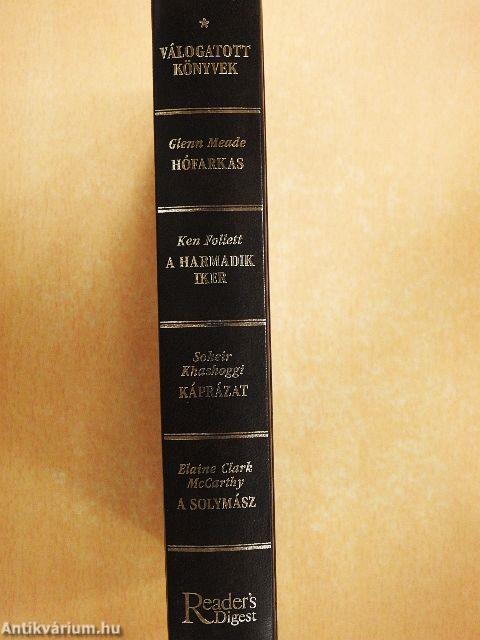 *
VÁLOGATOTT
KÖNYVEK
Glenn Meade
HÓFARKAS
Ken Follett
A HARMADIK
IKER
Soheir
Khashoggi
KÁPRÁZAT
Elaine Clark
McCarthy
A SOLYMÁSZ
Reader's
Digest
Antikvárium.hu